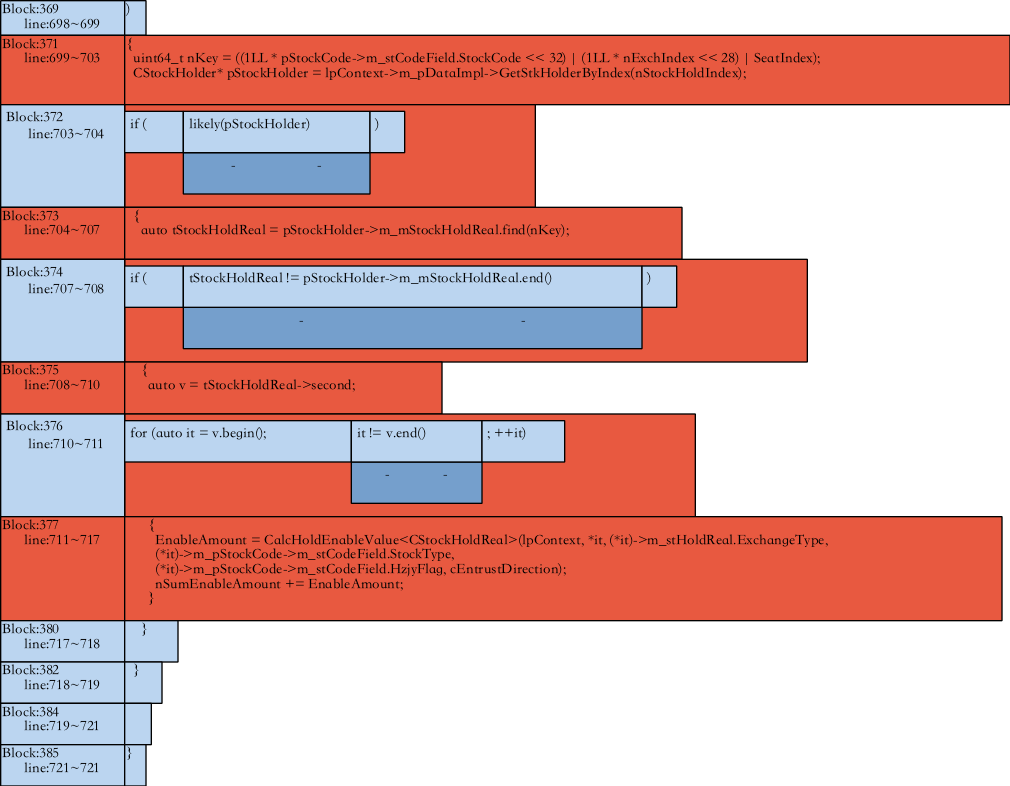 Block:369 )
line:698~699
Block:371 {
line:699~703 uint64_t nKey = ((1LL * pStockCode->m_stCodeField.StockCode << 32) | (1LL * nExchIndex << 28) | SeatIndex);
CStockHolder* pStockHolder = lpContext->m_pDataImpl->GetStkHolderByIndex(nStockHoldIndex);
Block:372
line:703~704
if ( likely(pStockHolder) )
- -
Block:373 {
line:704~707 auto tStockHoldReal = pStockHolder->m_mStockHoldReal.find(nKey);
Block:374
line:707~708
if ( tStockHoldReal != pStockHolder->m_mStockHoldReal.end() )
- -
Block:375 {
line:708~710 auto v = tStockHoldReal->second;
Block:376
line:710~711
for (auto it = v.begin(); it != v.end() ; ++it)
- -
Block:377 {
line:711~717 EnableAmount = CalcHoldEnableValue<CStockHoldReal>(lpContext, *it, (*it)->m_stHoldReal.ExchangeType,
(*it)->m_pStockCode->m_stCodeField.StockType,
(*it)->m_pStockCode->m_stCodeField.HzjyFlag, cEntrustDirection);
nSumEnableAmount += EnableAmount;
}
Block:380 }
line:717~718
Block:382 }
line:718~719
Block:384
line:719~721
Block:385 }
line:721~721